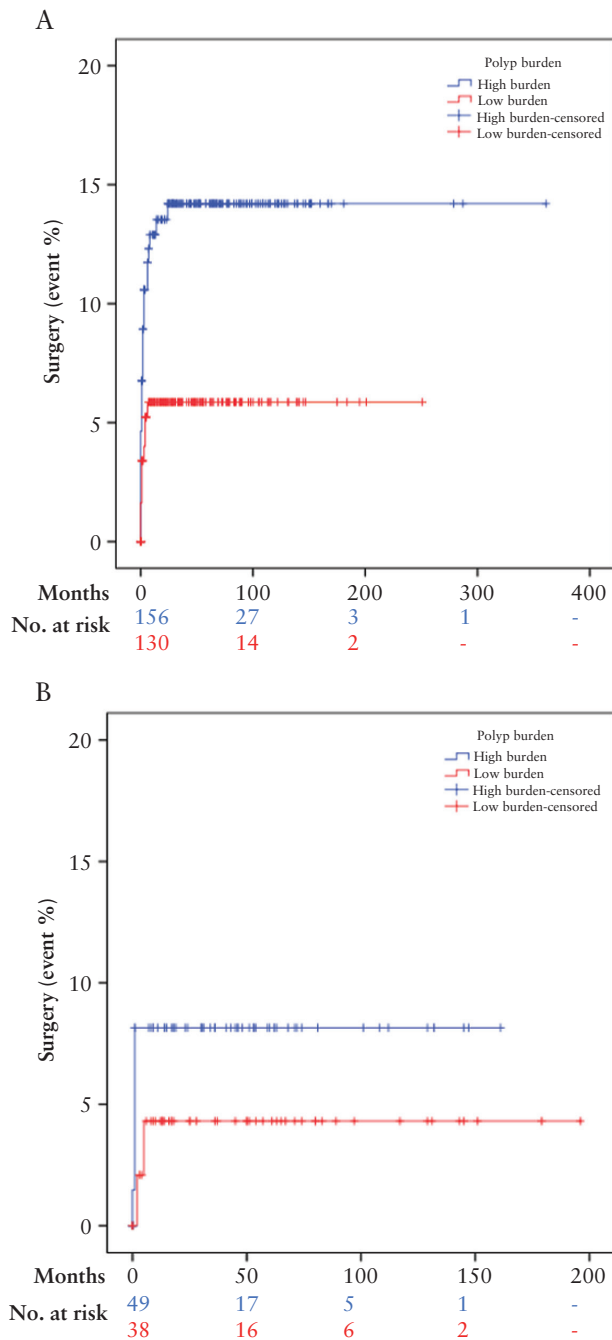 A
Polyp burden
High burden
Low burden
High burden-censored
Low burden-censored
20
15
10
5
0
Surgery (event %)
Months 0 100 200 300 400
156 27 3 1 -
No. at risk
130 14 2 - -
B
Polyp burden
High burden
Low burden
High burden-censored
Low burden-censored
20
15
10
5
0
Surgery (event %)
Months 0 50 100 150 200
49 17 5 1 -
No. at risk
38 16 6 2 -